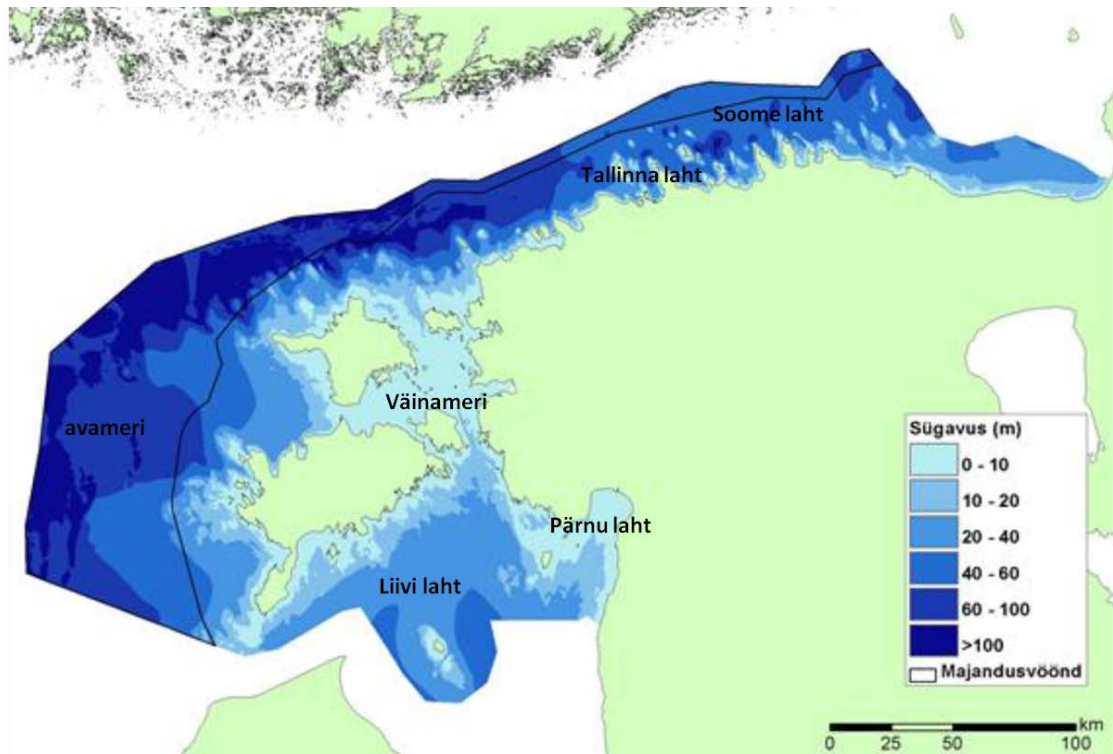 Soome laht
Tallinna laht
Väinameri
avameri
Pärnu laht
Liivi laht
Sügavus (m)
0 - 10
10 - 20
20 - 40
40 - 60
60 - 100
>100
Majandusvöönd
km
0 25 50 100